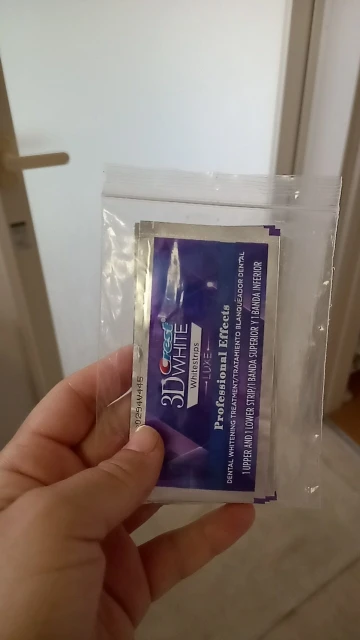 Crest
3D WHITE
Whitestrips
LUXE
Professional Effects
DENTAL WHITENING TREATMENT/TRATAMIENTO BLANQUEADOR DENTAL
1 UPPER AND 1 LOWER STRIP/1 BANDA SUPERIOR Y 1 BANDA INFERIOR